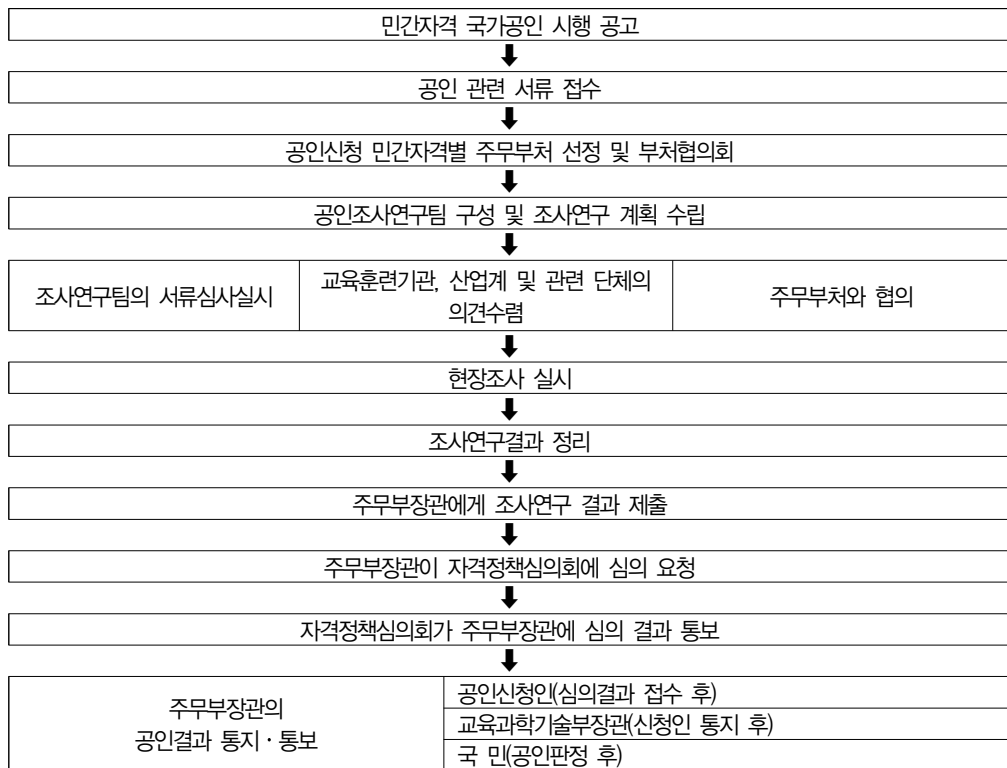 민간자격 국가공인 시행 공고
공인 관련 서류 접수
공인신청 민간자격별 주무부처 선정 및 부처협의회
공인조사연구팀 구성 및 조사연구 계획 수립
조사연구팀의 서류심사실시
교육훈련기관, 산업계 및 관련 단체의
의견수렴
주무부처와 협의
현장조사 실시
조사연구결과 정리
주무부장관에게 조사연구 결과 제출
주무부장관이 자격정책심의회에 심의 요청
자격정책심의회가 주무부장관에 심의 결과 통보
주무부장관의
공인결과 통지·통보
공인신청인(심의결과 접수 후)
교육과학기술부장관(신청인 통지 후)
국 민(공인판정 후)